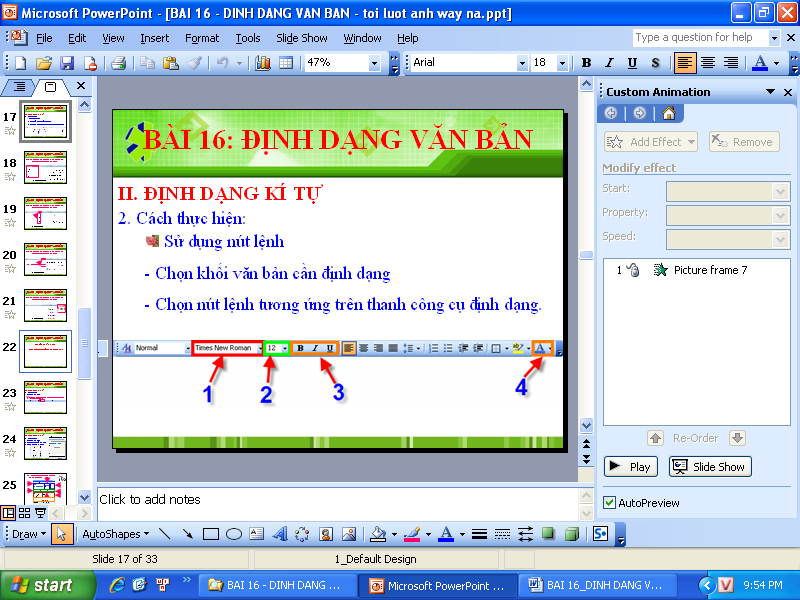 Microsoft PowerPoint - [BAI 16 - DINH DANG VAN BAN - toi luot anh way na.ppt]
File Edit View Insert Format Tools Slide Show Window Help
Type a question for help
47% Arial 18 B I U S A
Custom Animation
17
18
19
20
21
22
23
24
25
BÀI 16: ĐỊNH DẠNG VĂN BẢN
II. ĐỊNH DẠNG KÍ TỰ
2. Cách thực hiện:
Sử dụng nút lệnh
- Chọn khối văn bản cần định dạng
- Chọn nút lệnh tương ứng trên thanh công cụ định dạng.
Normal Times New Roman 12 B I U A
1 2 3 4
Add Effect Remove
Modify effect
Start:
Property:
Speed:
1 Picture frame 7
Re-Order
Play Slide Show
AutoPreview
Click to add notes
Draw AutoShapes
Slide 17 of 33 1_Default Design
start BAI 16 - DINH DANG ... Microsoft PowerPoint ... BAI 16_DINH DANG V... V 9:54 PM